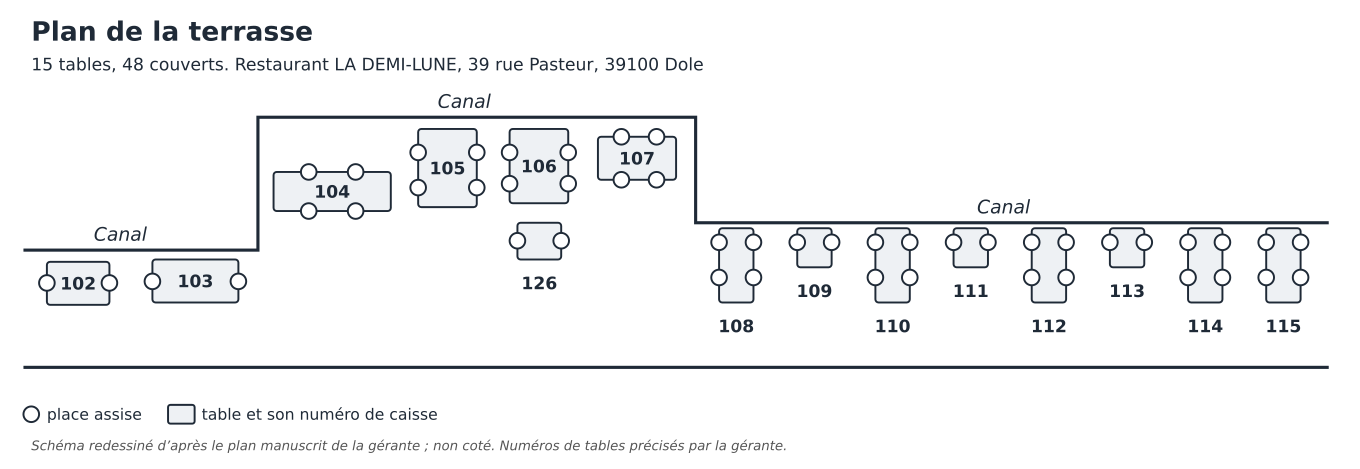 Plan de la terrasse
15 tables, 48 couverts. Restaurant LA DEMI-LUNE, 39 rue Pasteur, 39100 Dole
Canal
105 106 107
104
Canal
Canal
102 103
126
109 111 113
108 110 112 114 115
place assise table et son numéro de caisse
Schéma redessiné d’après le plan manuscrit de la gérante ; non coté. Numéros de tables précisés par la gérante.